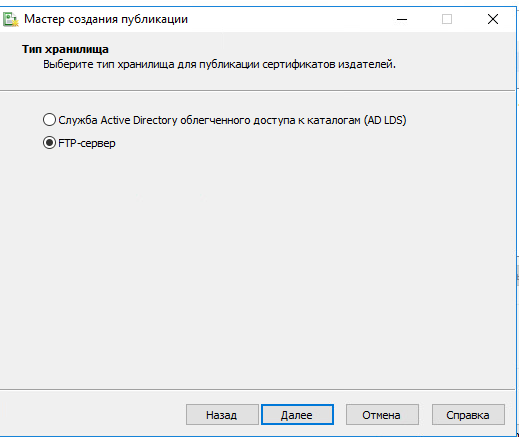 Мастер создания публикации
Тип хранилища
Выберите тип хранилища для публикации сертификатов издателей.
Служба Active Directory облегченного доступа к каталогам (AD LDS)
FTP-сервер
Назад Далее Отмена Справка